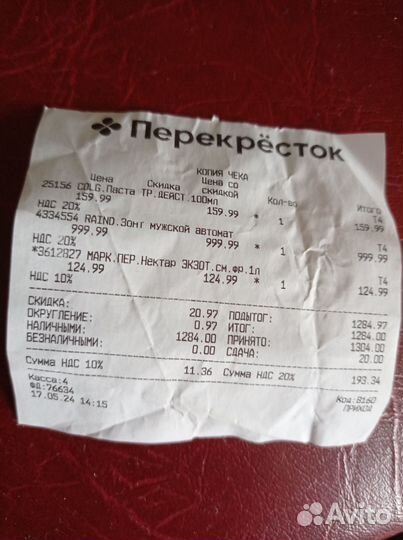 Перекрёсток
КОПИЯ ЧЕКА
Цена Скидка Цена со скидкой Кол-во Итого
25156 COLG.Паста ТР.ДЕЙСТ.100мл Т4
159.99 159.99 * 1 159.99
НДС 20%
4334554 RAIND.Зонт мужской автомат Т4
999.99 999.99 * 1 999.99
НДС 20%
*3612827 МАРК.ПЕР.Нектар ЭКЗОТ.см.фр.1л Т4
124.99 124.99 * 1 124.99
НДС 10%
СКИДКА: 20.97 ПОДЫТОГ: 1284.97
ОКРУГЛЕНИЕ: 0.97 ИТОГ: 1284.00
НАЛИЧНЫМИ: 1284.00 ПРИНЯТО: 1304.00
БЕЗНАЛИЧНЫМИ: 0.00 СДАЧА: 20.00
Сумма НДС 10% 11.36 Сумма НДС 20% 193.34
Касса:4 Код:8160
ФД:76634 ПРИХОД
17.05.24 14:15
Avito